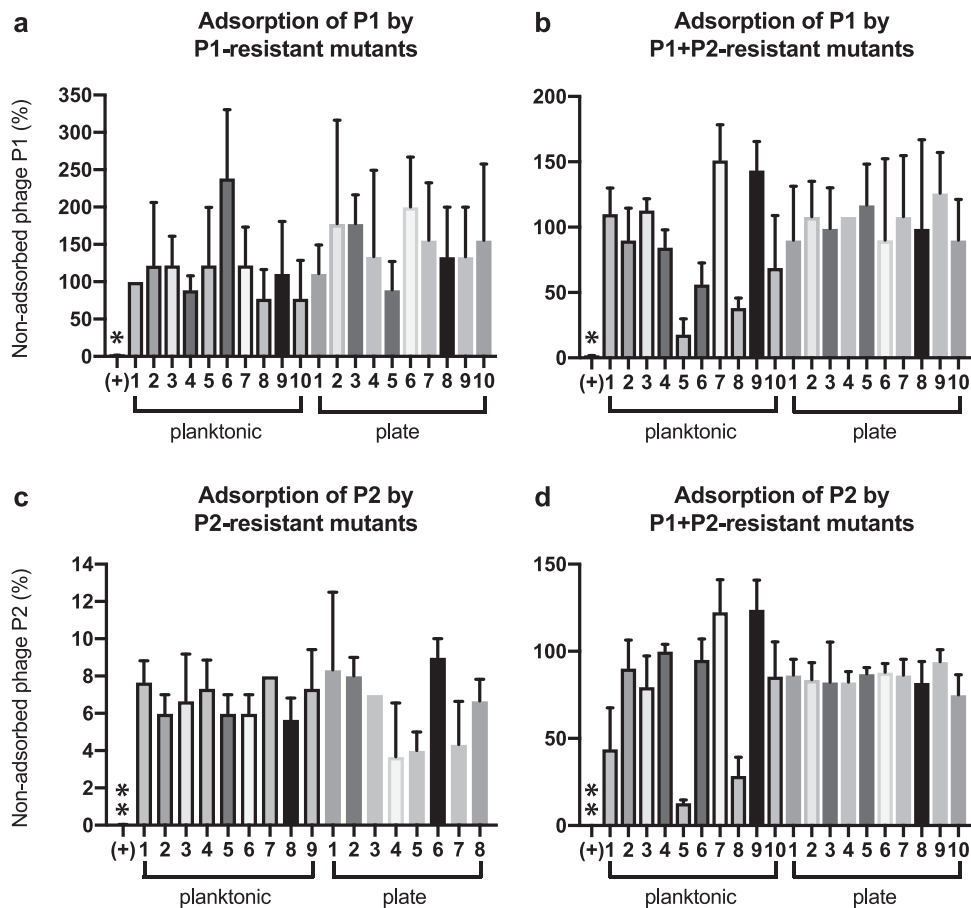 a
Adsorption of P1 by
P1-resistant mutants
Non-adsorbed phage P1 (%)
350
300
250
200
150
100
50
0
*
(+) 1 2 3 4 5 6 7 8 9 10 1 2 3 4 5 6 7 8 9 10
planktonic plate
b
Adsorption of P1 by
P1+P2-resistant mutants
200
150
100
50
0
*
(+) 1 2 3 4 5 6 7 8 9 10 1 2 3 4 5 6 7 8 9 10
planktonic plate
c
Adsorption of P2 by
P2-resistant mutants
Non-adsorbed phage P2 (%)
14
12
10
8
6
4
2
0
**
(+) 1 2 3 4 5 6 7 8 9 1 2 3 4 5 6 7 8
planktonic plate
d
Adsorption of P2 by
P1+P2-resistant mutants
150
100
50
0
**
(+) 1 2 3 4 5 6 7 8 9 10 1 2 3 4 5 6 7 8 9 10
planktonic plate